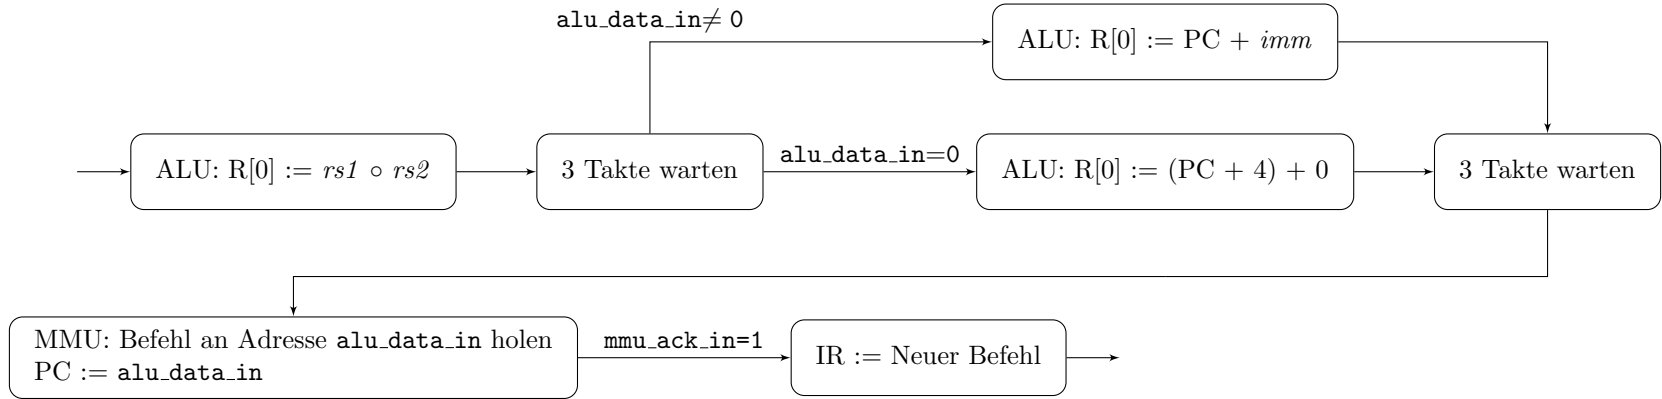 alu_data_in≠ 0
ALU: R[0] := PC + imm
ALU: R[0] := rs1 ∘ rs2
3 Takte warten
alu_data_in=0
ALU: R[0] := (PC + 4) + 0
3 Takte warten
MMU: Befehl an Adresse alu_data_in holen
PC := alu_data_in
mmu_ack_in=1
IR := Neuer Befehl